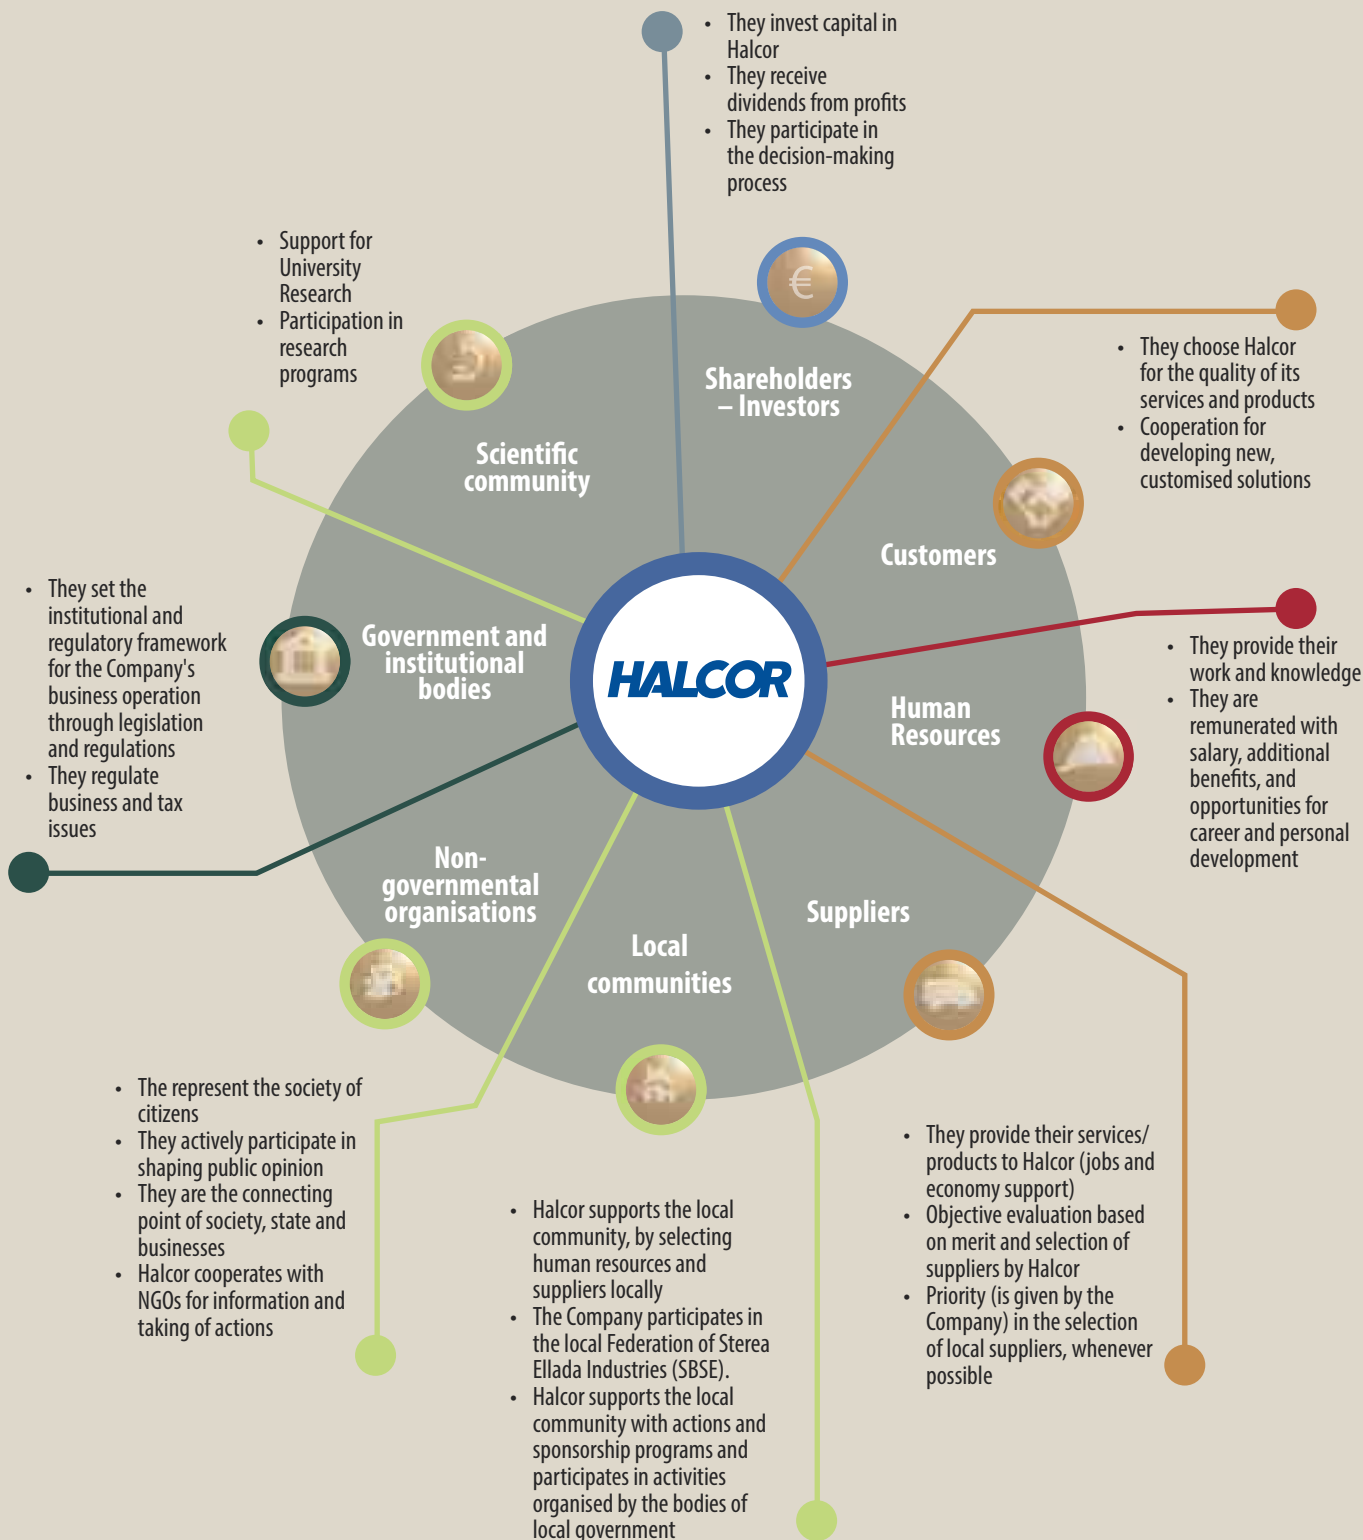 • They invest capital in
Halcor
• They receive
dividends from profits
• They participate in
the decision-making
process
• Support for
University
Research
• Participation in
research
programs
€
Shareholders
– Investors
• They choose Halcor
for the quality of its
services and products
• Cooperation for
developing new,
customised solutions
Scientific
community
Customers
• They set the
institutional and
regulatory framework
for the Company's
business operation
through legislation
and regulations
• They regulate
business and tax
issues
Government and
institutional
bodies
HALCOR
Human
Resources
• They provide their
work and knowledge
• They are
remunerated with
salary, additional
benefits, and
opportunities for
career and personal
development
Non-
governmental
organisations
Local
communities
Suppliers
• The represent the society of
citizens
• They actively participate in
shaping public opinion
• They are the connecting
point of society, state and
businesses
• Halcor cooperates with
NGOs for information and
taking of actions
• Halcor supports the local
community, by selecting
human resources and
suppliers locally
• The Company participates in
the local Federation of Sterea
Ellada Industries (SBSE).
• Halcor supports the local
community with actions and
sponsorship programs and
participates in activities
organised by the bodies of
local government
• They provide their services/
products to Halcor (jobs and
economy support)
• Objective evaluation based
on merit and selection of
suppliers by Halcor
• Priority (is given by the
Company) in the selection
of local suppliers, whenever
possible